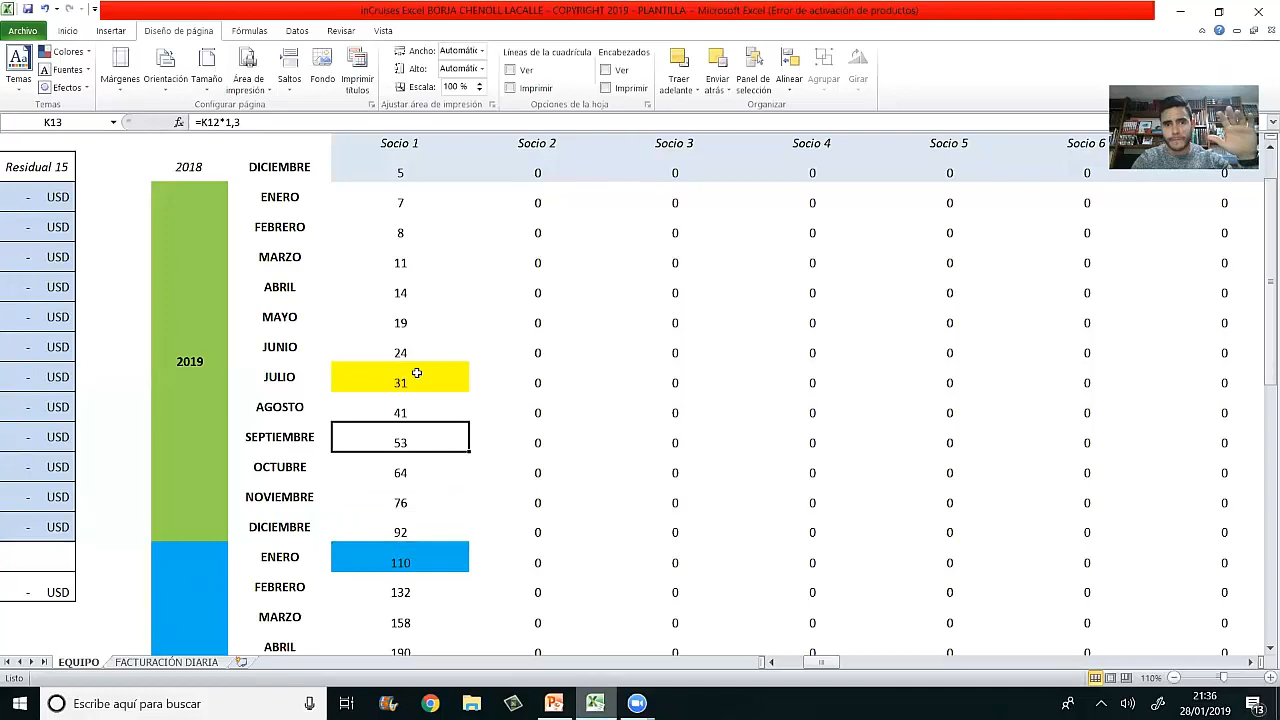 inCruises Excel BORJA CHENOLL LACALLE - COPYRIGHT 2019 - PLANTILLA - Microsoft Excel (Error de activación de productos)
Archivo Inicio Insertar Diseño de página Fórmulas Datos Revisar Vista
Aa Temas Colores Fuentes Efectos
Temas
Márgenes Orientación Tamaño Área de impresión Saltos Fondo Imprimir títulos
Configurar página
Ancho: Automátic
Alto: Automátic
Escala: 100 %
Ajustar área de impresión
Líneas de la cuadrícula Encabezados
Ver Ver
Imprimir Imprimir
Opciones de la hoja
Traer adelante Enviar atrás Panel de selección Alinear Agrupar Girar
Organizar
K13 fx =K12*1,3
Socio 1 Socio 2 Socio 3 Socio 4 Socio 5 Socio 6
Residual 15 2018 DICIEMBRE 5 0 0 0 0 0 0
- USD ENERO 7 0 0 0 0 0 0
- USD FEBRERO 8 0 0 0 0 0 0
- USD MARZO 11 0 0 0 0 0 0
- USD ABRIL 14 0 0 0 0 0 0
- USD MAYO 19 0 0 0 0 0 0
- USD JUNIO 24 0 0 0 0 0 0
2019
- USD JULIO 31 0 0 0 0 0 0
- USD AGOSTO 41 0 0 0 0 0 0
- USD SEPTIEMBRE 53 0 0 0 0 0 0
- USD OCTUBRE 64 0 0 0 0 0 0
- USD NOVIEMBRE 76 0 0 0 0 0 0
- USD DICIEMBRE 92 0 0 0 0 0 0
ENERO 110 0 0 0 0 0 0
- USD FEBRERO 132 0 0 0 0 0 0
MARZO 158 0 0 0 0 0 0
ABRIL 190 0 0 0 0 0 0
EQUIPO FACTURACIÓN DIARIA
Listo 110%
Escribe aquí para buscar
21:36
28/01/2019
13